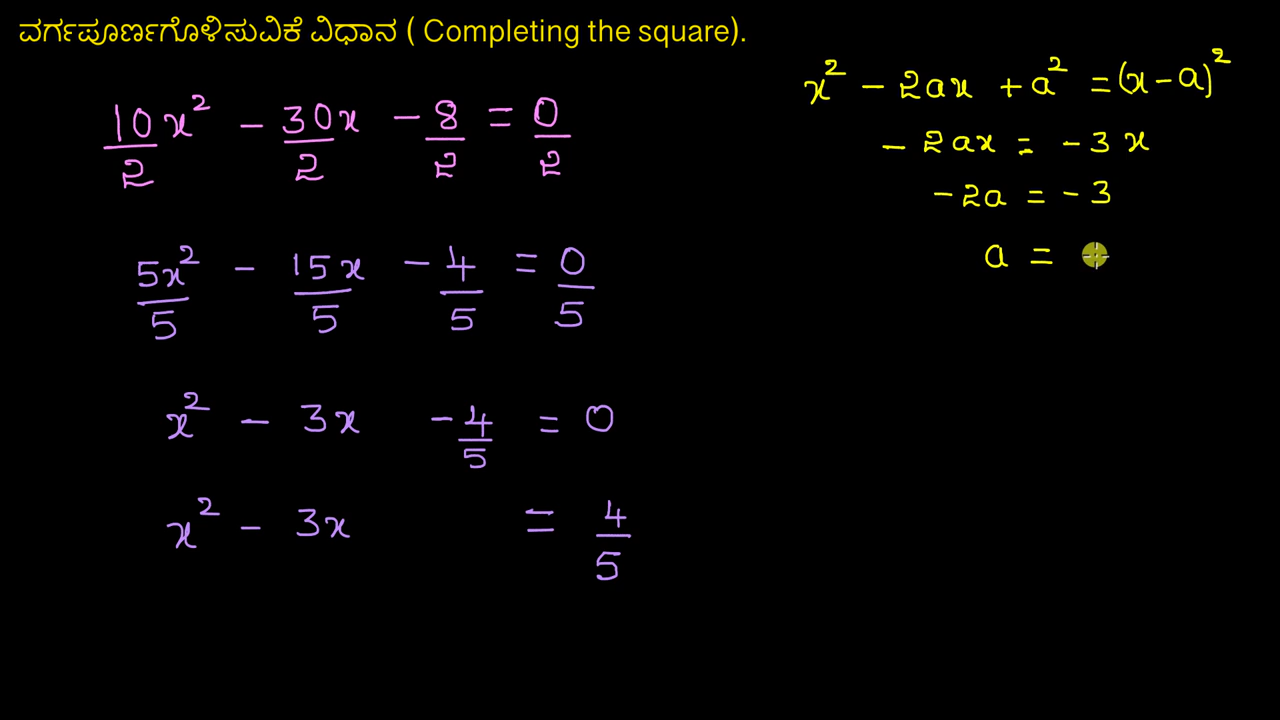 ವರ್ಗಪೂರ್ಣಗೊಳಿಸುವಿಕೆ ವಿಧಾನ ( Completing the square).
10x²/2 - 30x/2 - 8/2 = 0/2
5x²/5 - 15x/5 - 4/5 = 0/5
x² - 3x - 4/5 = 0
x² - 3x = 4/5
x² - 2ax + a² = (x - a)²
- 2ax = - 3x
- 2a = - 3
a =